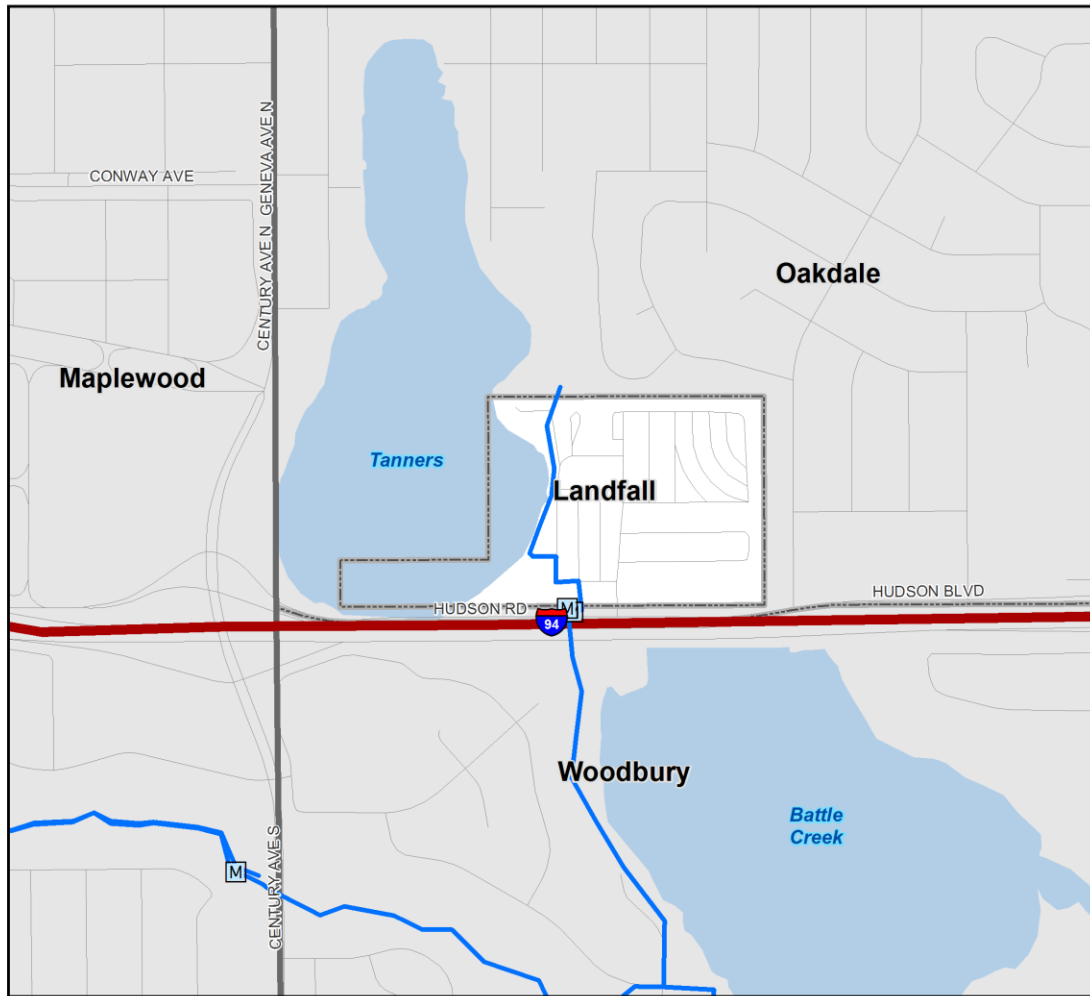 CONWAY AVE
CENTURY AVE N
GENEVA AVE N
Oakdale
Maplewood
Tanners
Landfall
HUDSON BLVD
HUDSON RD
M
94
Woodbury
Battle
Creek
CENTURY AVE S
M